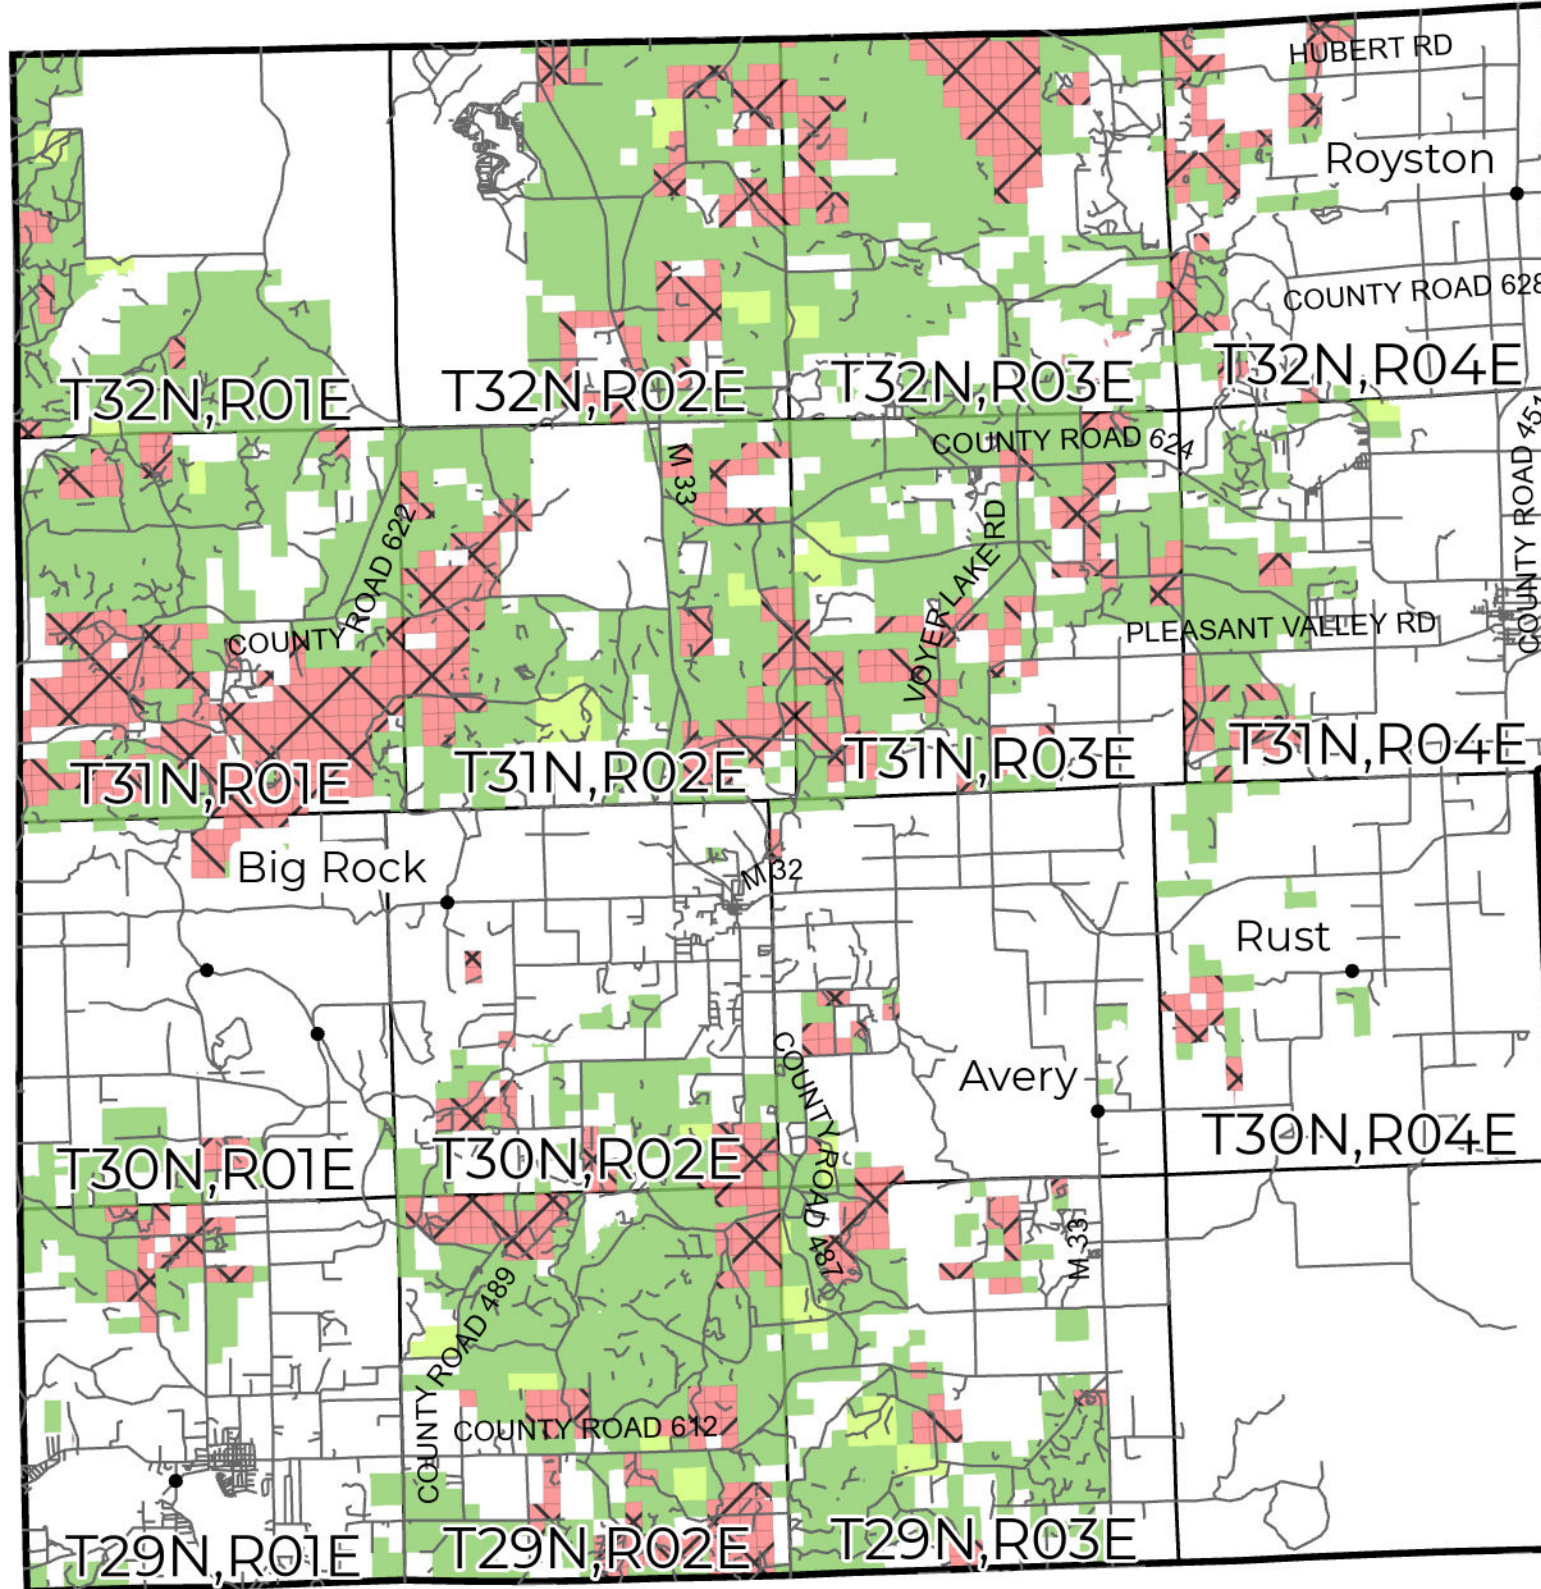 HUBERT RD
Royston
COUNTY ROAD 628
T32N,R01E
T32N,R02E
T32N,R03E
T32N,R04E
COUNTY ROAD 624
M 33
COUNTY ROAD 451
COUNTY ROAD 622
VOYER LAKE RD
PLEASANT VALLEY RD
T31N,R01E
T31N,R02E
T31N,R03E
T31N,R04E
Big Rock
M 32
Rust
COUNTY ROAD 487
Avery
T30N,R01E
T30N,R02E
T30N,R04E
M 33
COUNTY ROAD 489
COUNTY ROAD 612
T29N,R01E
T29N,R02E
T29N,R03E